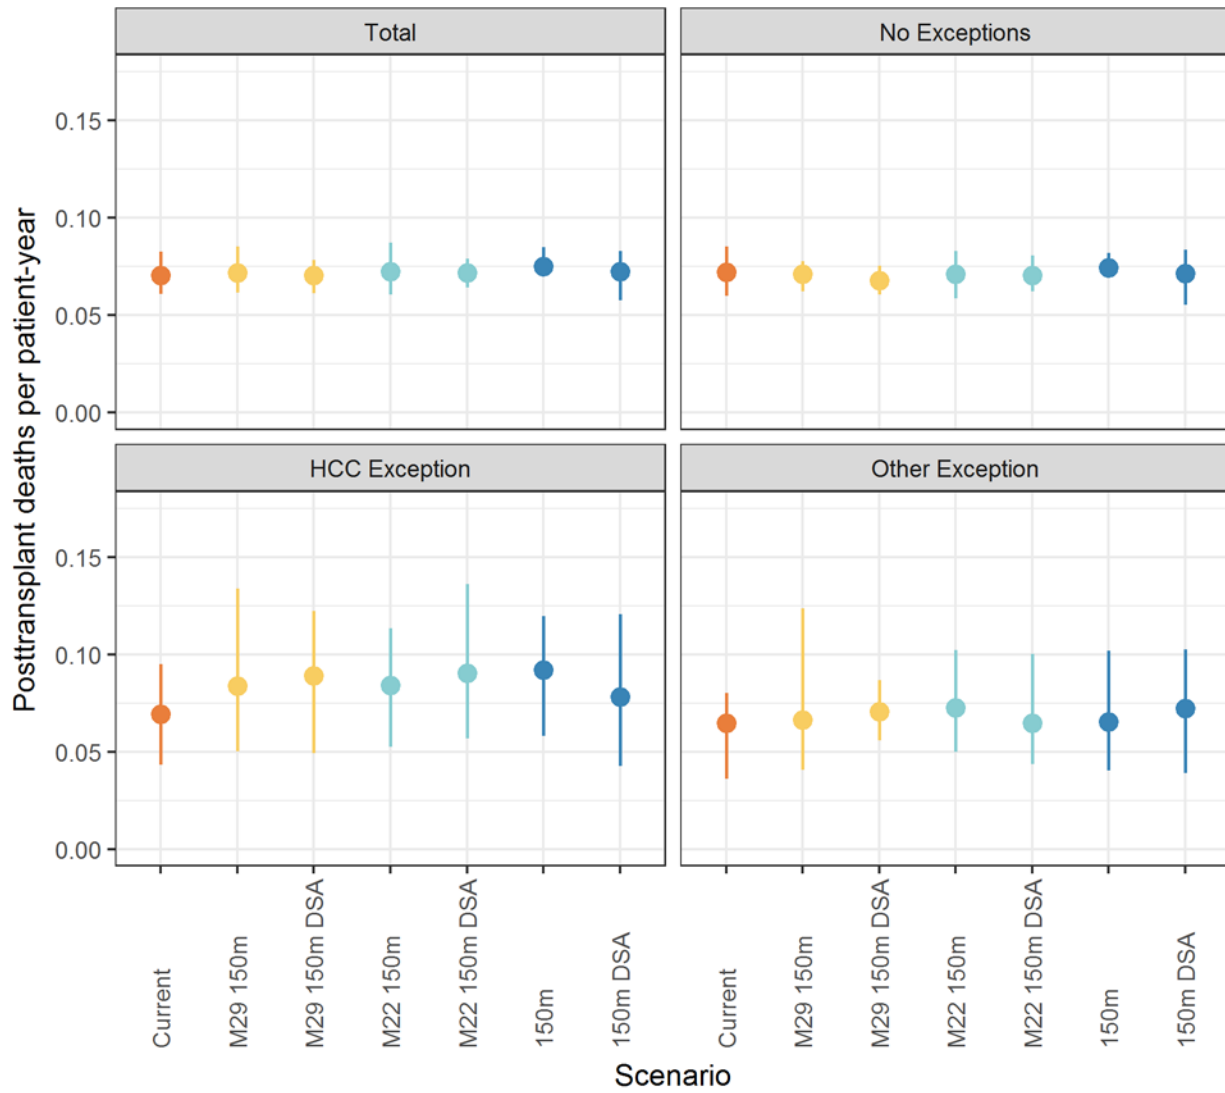 Total
No Exceptions
0.15
0.10
0.05
0.00
HCC Exception
Other Exception
0.15
0.10
0.05
0.00
Posttransplant deaths per patient-year
Current
M29 150m
M29 150m DSA
M22 150m
M22 150m DSA
150m
150m DSA
Current
M29 150m
M29 150m DSA
M22 150m
M22 150m DSA
150m
150m DSA
Scenario